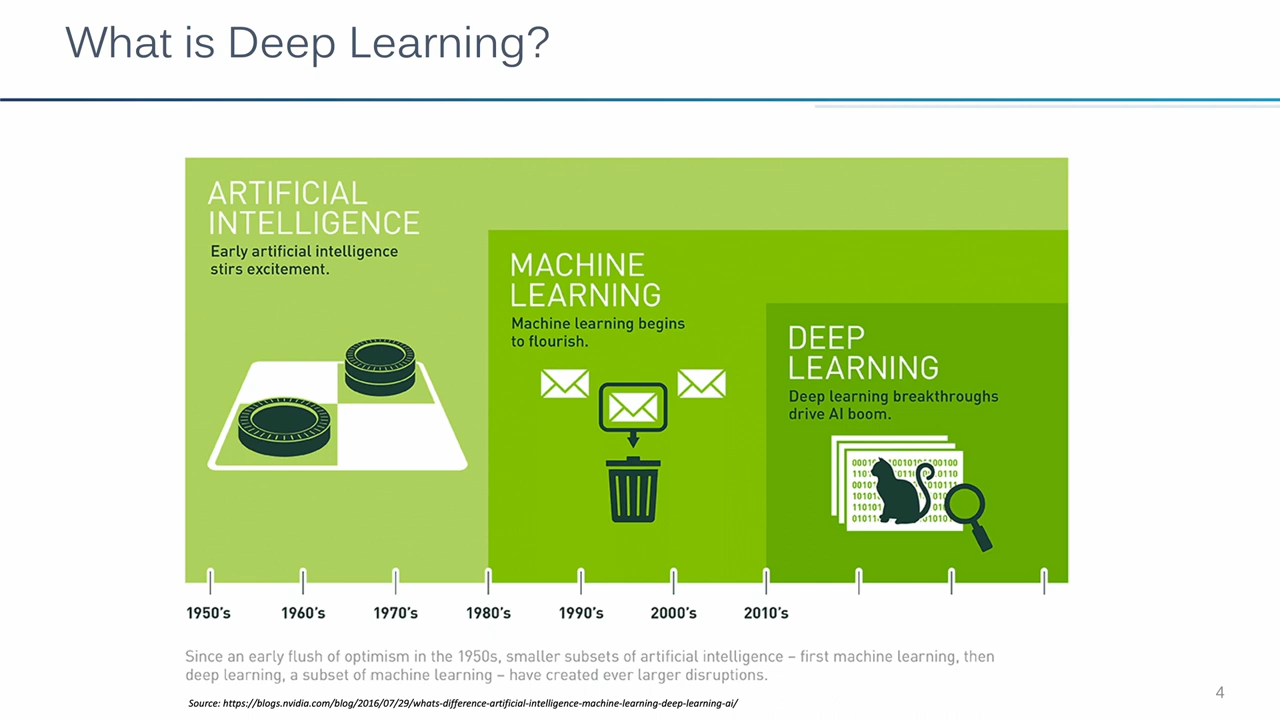 What is Deep Learning?
ARTIFICIAL
INTELLIGENCE
Early artificial intelligence
stirs excitement.
MACHINE
LEARNING
Machine learning begins
to flourish.
DEEP
LEARNING
Deep learning breakthroughs
drive AI boom.
1950's 1960's 1970's 1980's 1990's 2000's 2010's
Since an early flush of optimism in the 1950s, smaller subsets of artificial intelligence – first machine learning, then
deep learning, a subset of machine learning – have created ever larger disruptions.
Source: https://blogs.nvidia.com/blog/2016/07/29/whats-difference-artificial-intelligence-machine-learning-deep-learning-ai/
4